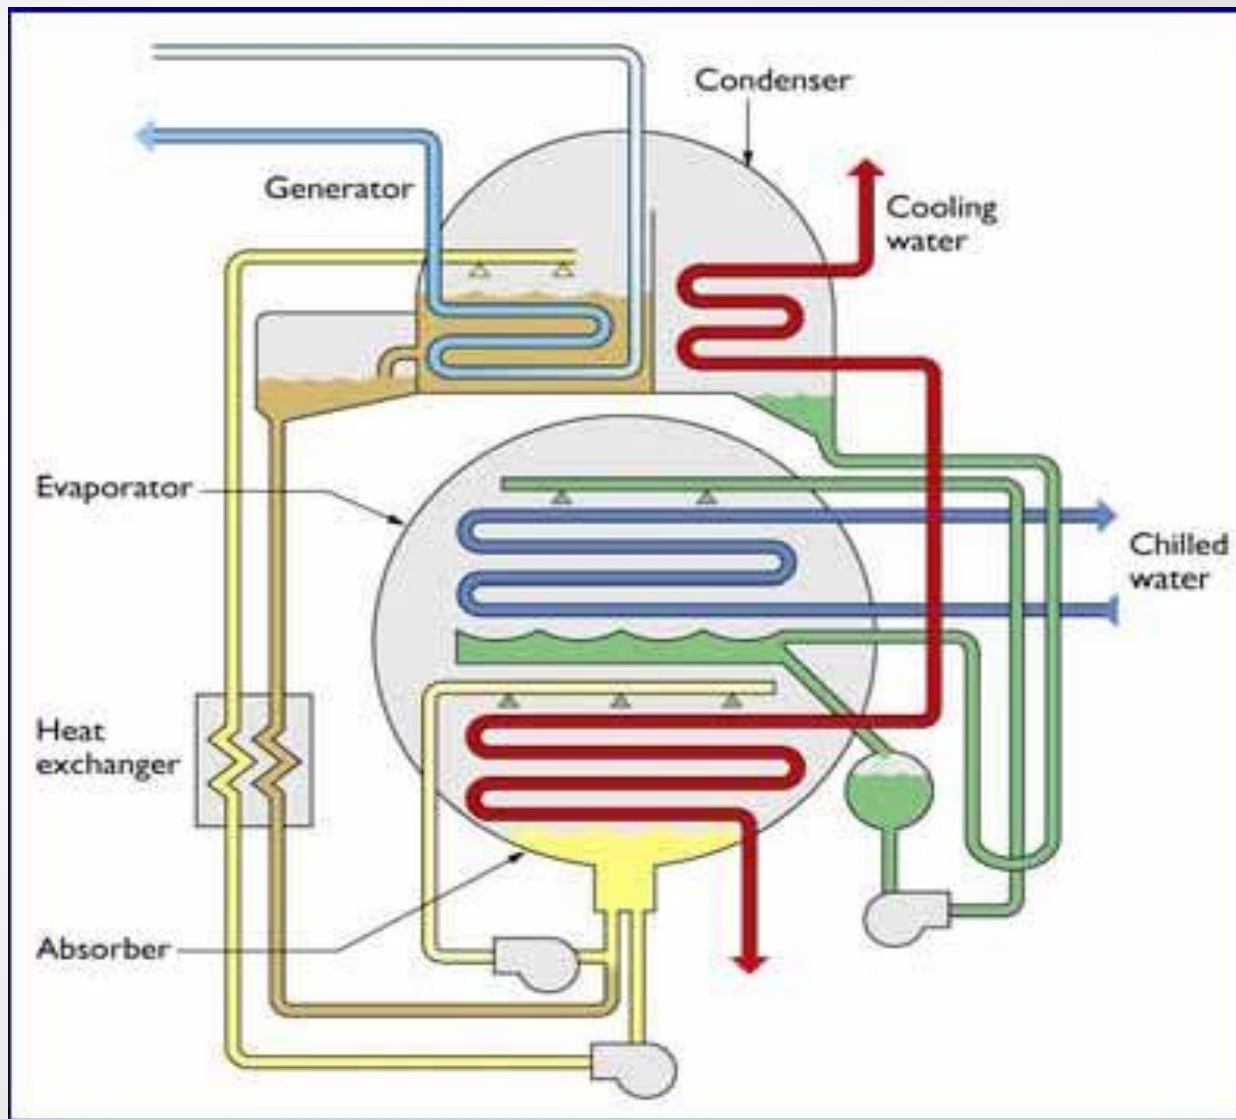 Condenser
Generator
Cooling
water
Evaporator
Chilled
water
Heat
exchanger
Absorber